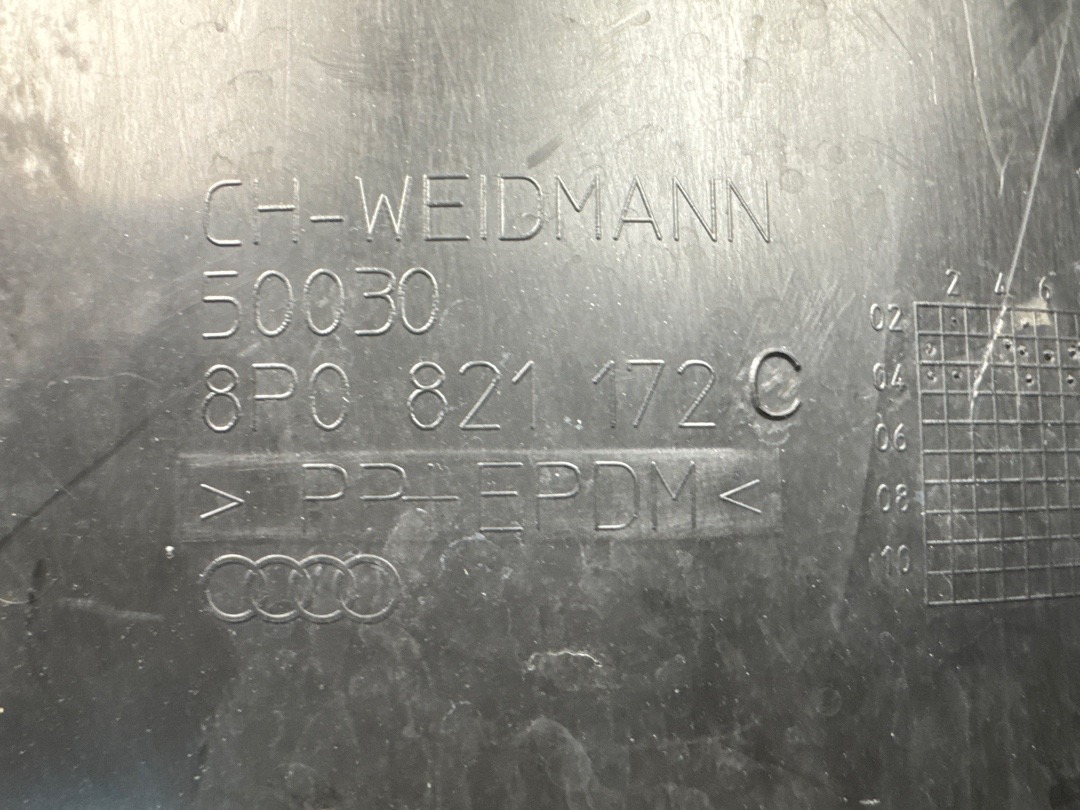 CH-WEIDMANN
50030
8P0 821 172 C
> PP-EPDM <
2 4 6
02
04
06
08
10